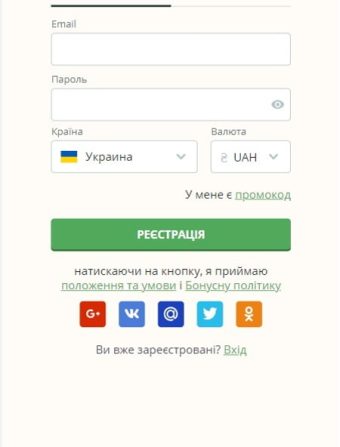 Email
Пароль
Країна
Валюта
Украина
₴ UAH
У мене є промокод
РЕЄСТРАЦІЯ
натискаючи на кнопку, я приймаю
положення та умови і Бонусну політику
G+
Ви вже зареєстровані? Вхід